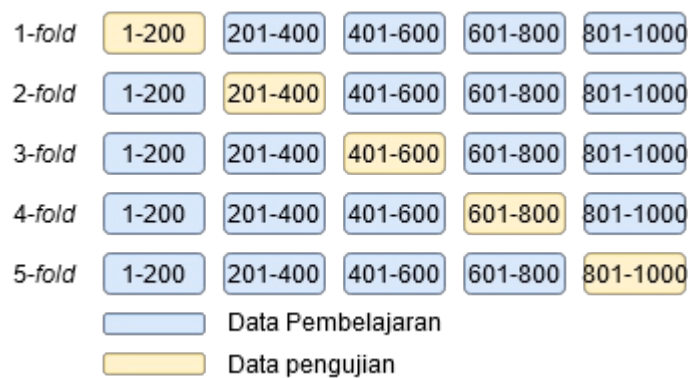 1-fold 1-200 201-400 401-600 601-800 801-1000
2-fold 1-200 201-400 401-600 601-800 801-1000
3-fold 1-200 201-400 401-600 601-800 801-1000
4-fold 1-200 201-400 401-600 601-800 801-1000
5-fold 1-200 201-400 401-600 601-800 801-1000
Data Pembelajaran
Data pengujian